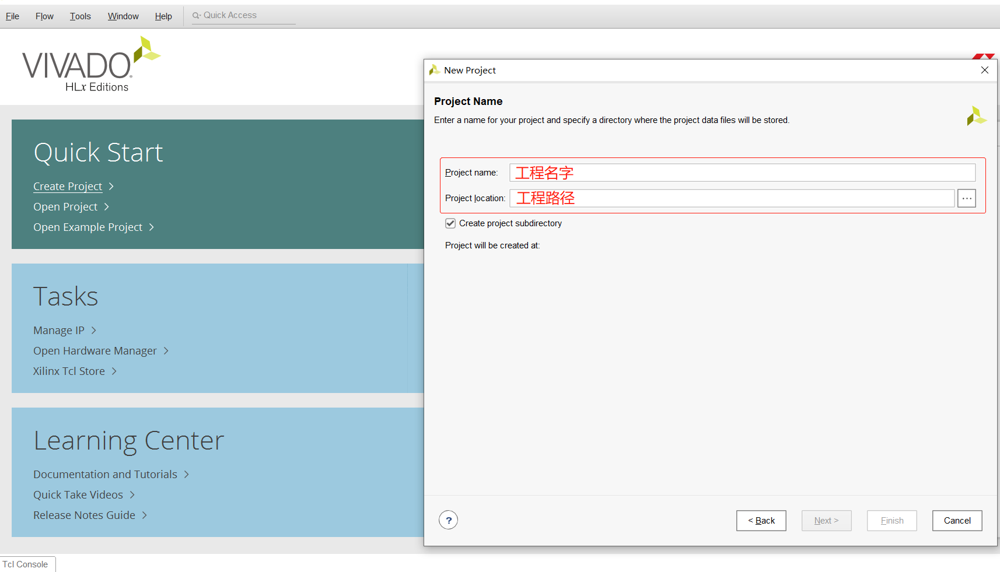 File Flow Tools Window Help Quick Access
VIVADO
HLx Editions
Quick Start
Create Project
Open Project
Open Example Project
Tasks
Manage IP
Open Hardware Manager
Xilinx Tcl Store
Learning Center
Documentation and Tutorials
Quick Take Videos
Release Notes Guide
Tcl Console
New Project
Project Name
Enter a name for your project and specify a directory where the project data files will be stored.
Project name: 工程名字
Project location: 工程路径 ...
Create project subdirectory
Project will be created at:
? < Back Next > Finish Cancel